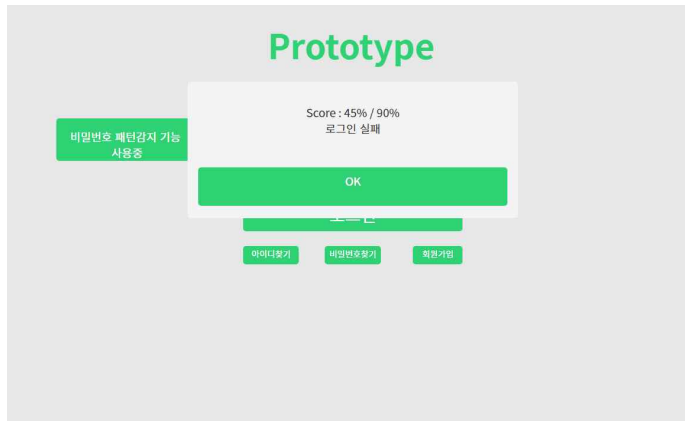 Prototype
Score : 45% / 90%
로그인 실패
비밀번호 패턴감지 기능
사용중
OK
아이디찾기
비밀번호찾기
회원가입